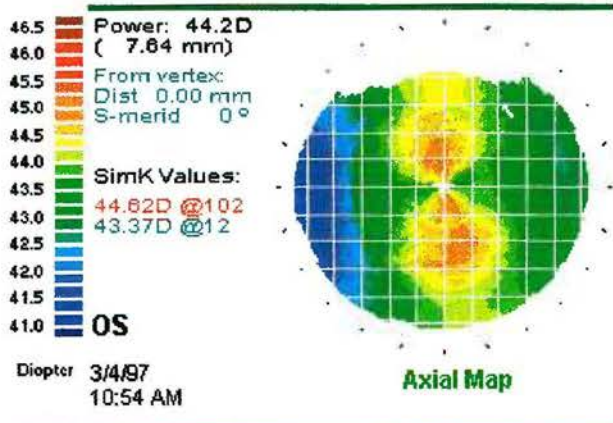 46.5
46.0
45.5
45.0
44.5
44.0
43.5
43.0
42.5
42.0
41.5
41.0
Diopter
Power: 44.2D
( 7.64 mm)
From vertex:
Dist 0.00 mm
S-merid 0°
SimK Values:
44.62D @102
43.37D @12
OS
3/4/97
10:54 AM
Axial Map